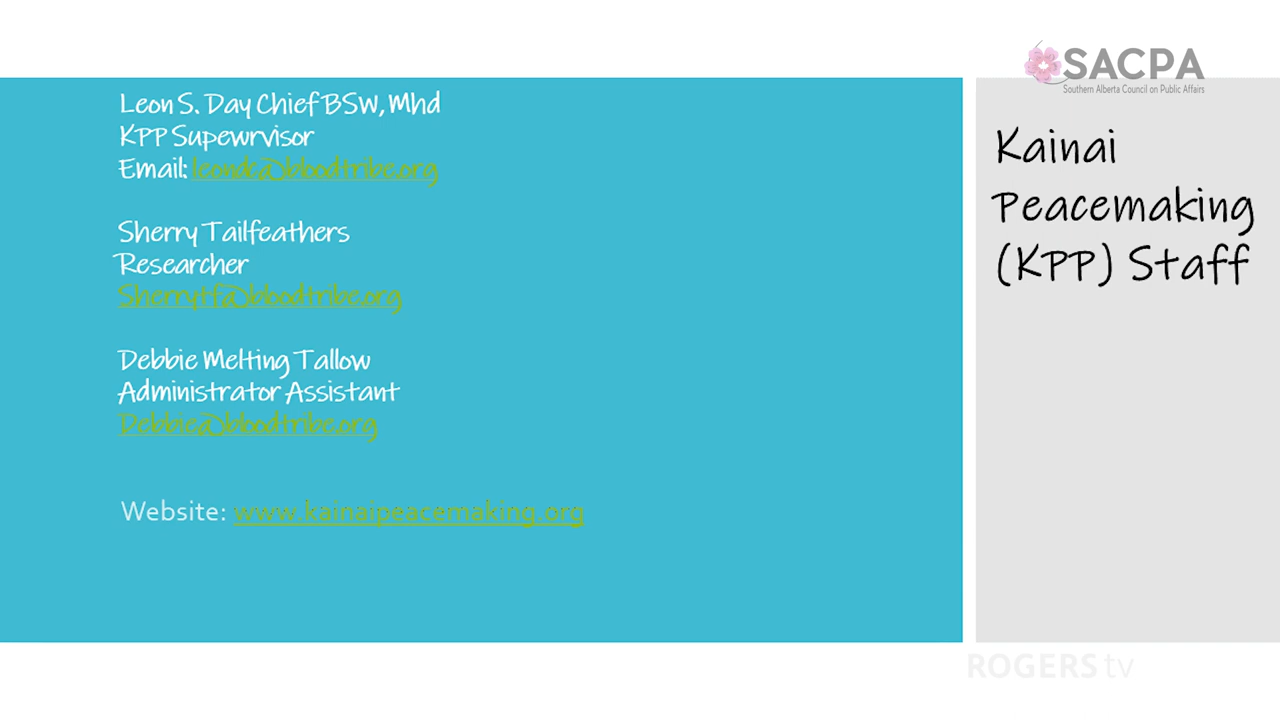 SACPA
Southern Alberta Council on Public Affairs
Leon S. Day Chief BSW, Mhd
KPP Supewrvisor
Email: leondc@bloodtribe.org
Sherry Tailfeathers
Researcher
Sherrytf@bloodtribe.org
Debbie Melting Tallow
Administrator Assistant
Debbie@bloodtribe.org
Website: www.kainaipeacemaking.org
Kainai
Peacemaking
(KPP) Staff
ROGERS tv